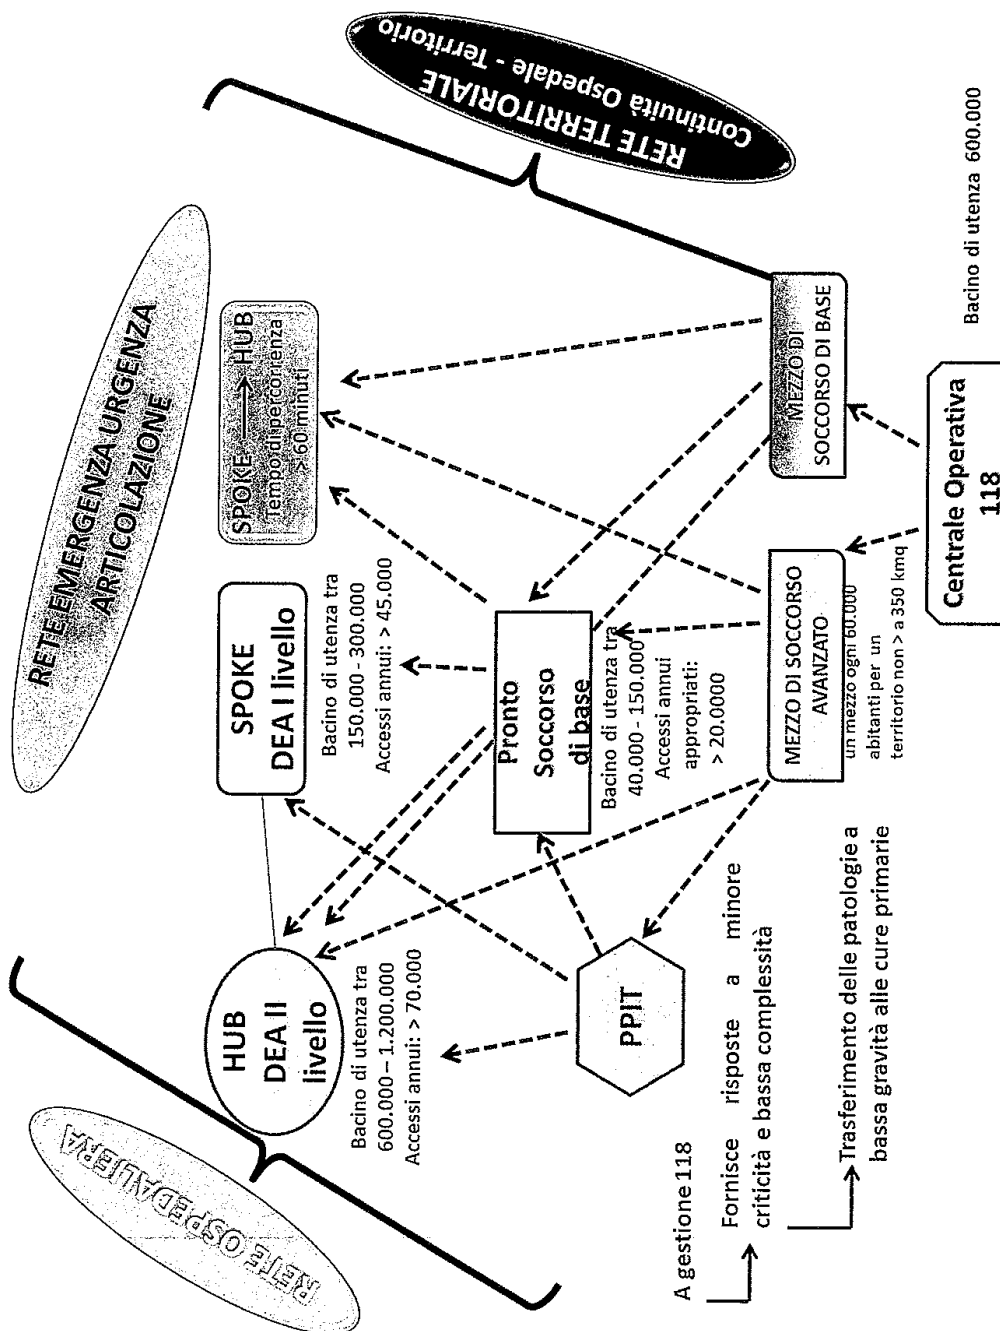 RETE EMERGENZA URGENZA
ARTICOLAZIONE
RETE OSPEDALIERA
RETE TERRITORIALE
Continuità Ospedale - Territorio
HUB
DEA II
livello
Bacino di utenza tra
600.000 – 1.200.000
Accessi annui: > 70.000
SPOKE
DEA I livello
Bacino di utenza tra
150.000 - 300.000
Accessi annui: > 45.000
SPOKE ⟶ HUB
Tempo di percorrenza
> 60 minuti
Pronto
Soccorso
di base
Bacino di utenza tra
40.000 - 150.000
Accessi annui
appropriati:
> 20.0000
PPIT
A gestione 118
Fornisce risposte a minore
criticità e bassa complessità
Trasferimento delle patologie a
bassa gravità alle cure primarie
MEZZO DI SOCCORSO
AVANZATO
un mezzo ogni 60.000
abitanti per un
territorio non > a 350 kmq
MEZZO DI
SOCCORSO DI BASE
Centrale Operativa
118
Bacino di utenza 600.000